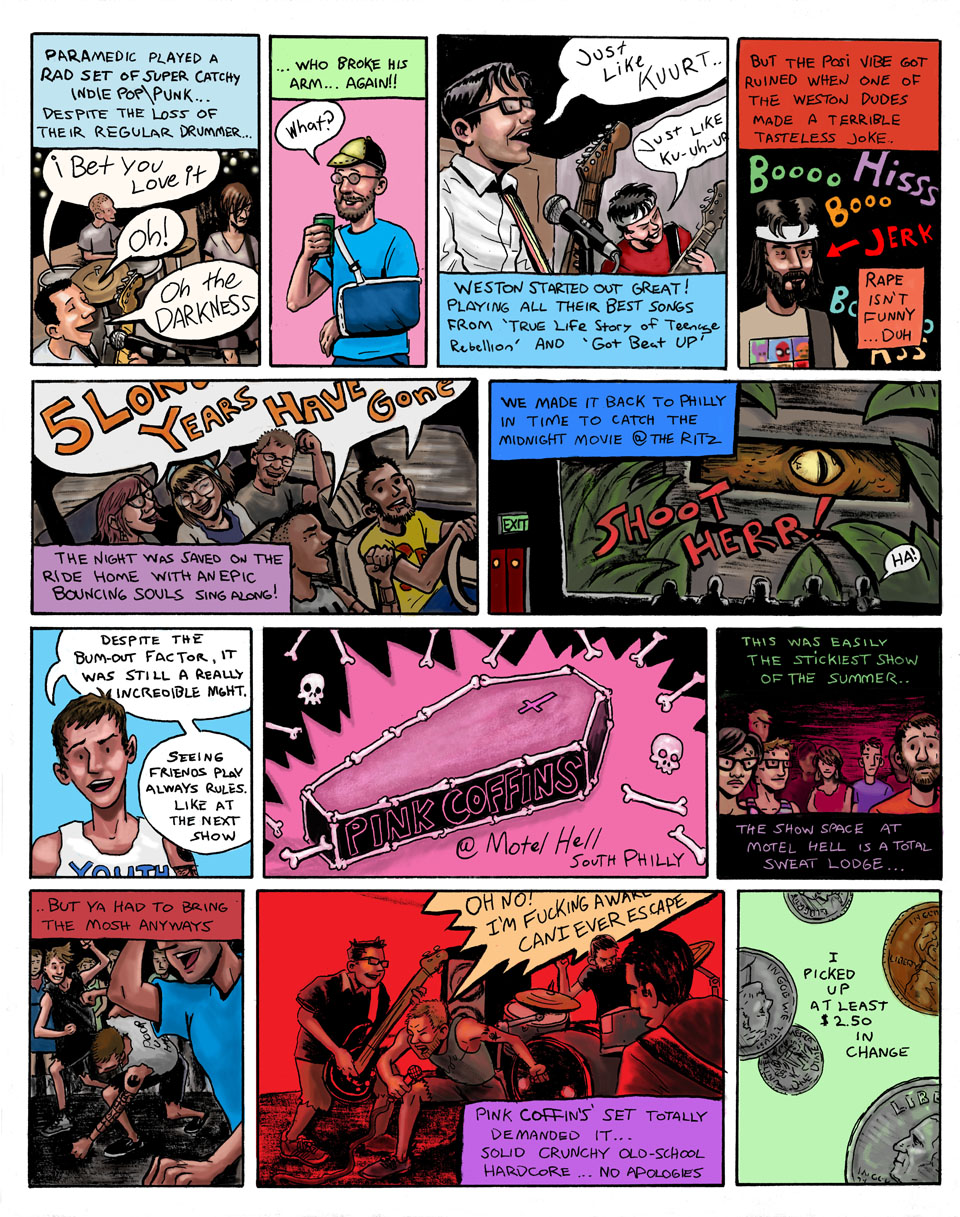 PARAMEDIC PLAYED A
RAD SET OF SUPER CATCHY
INDIE POP\PUNK...
DESPITE THE LOSS OF
THEIR REGULAR DRUMMER...
i Bet you
Love it
Oh!
Oh the
DARKNESS
... WHO BROKE HIS
ARM... AGAIN!!
What?
Just
Like
KUURT..
Just LIKE
Ku-uh-ur
WESTON STARTED OUT GREAT!
PLAYING ALL THEIR BEST SONGS
FROM 'TRUE Life Story of Teenage
Rebellion' AND 'Got Beat UP'
BUT THE POSI VIBE GOT
RUINED WHEN ONE OF
THE WESTON DUDES
MADE A TERRIBLE
TASTELESS JOKE..
Boooo Hisss
Booo
JERK
RAPE
ISN'T
FUNNY
...DUH
5 LONG
YEARS HAVE Gone
THE NIGHT WAS SAVED ON THE
RIDE HOME WITH AN EPIC
BOUNCING SOULS SING ALONG!
WE MADE IT BACK TO PHILLY
IN TIME TO CATCH THE
MIDNIGHT MOVIE @ THE RITZ
EXIT
SHOOT
HERR!
HA!
DESPITE THE
BUM-OUT FACTOR, IT
WAS STILL A REALLY
INCREDIBLE NIGHT.
SEEING
FRIENDS PLAY
ALWAYS RULES.
LIKE AT
THE NEXT
SHOW
YOUTH
PINK COFFINS
@ Motel Hell
SOUTH PHILLY
THIS WAS EASILY
THE STICKIEST SHOW
OF THE SUMMER..
THE SHOW SPACE AT
MOTEL HELL IS A TOTAL
SWEAT LODGE...
..BUT YA HAD TO BRING
THE MOSH ANYWAYS
OH NO!
I'M FUCKING AWAKE
CAN I EVER ESCAPE
PINK COFFINS' SET TOTALLY
DEMANDED IT...
SOLID CRUNCHY OLD-SCHOOL
HARDCORE ... NO APOLOGIES
I
PICKED
UP
AT LEAST
$2.50
IN
CHANGE
LIBERTY
LIBE